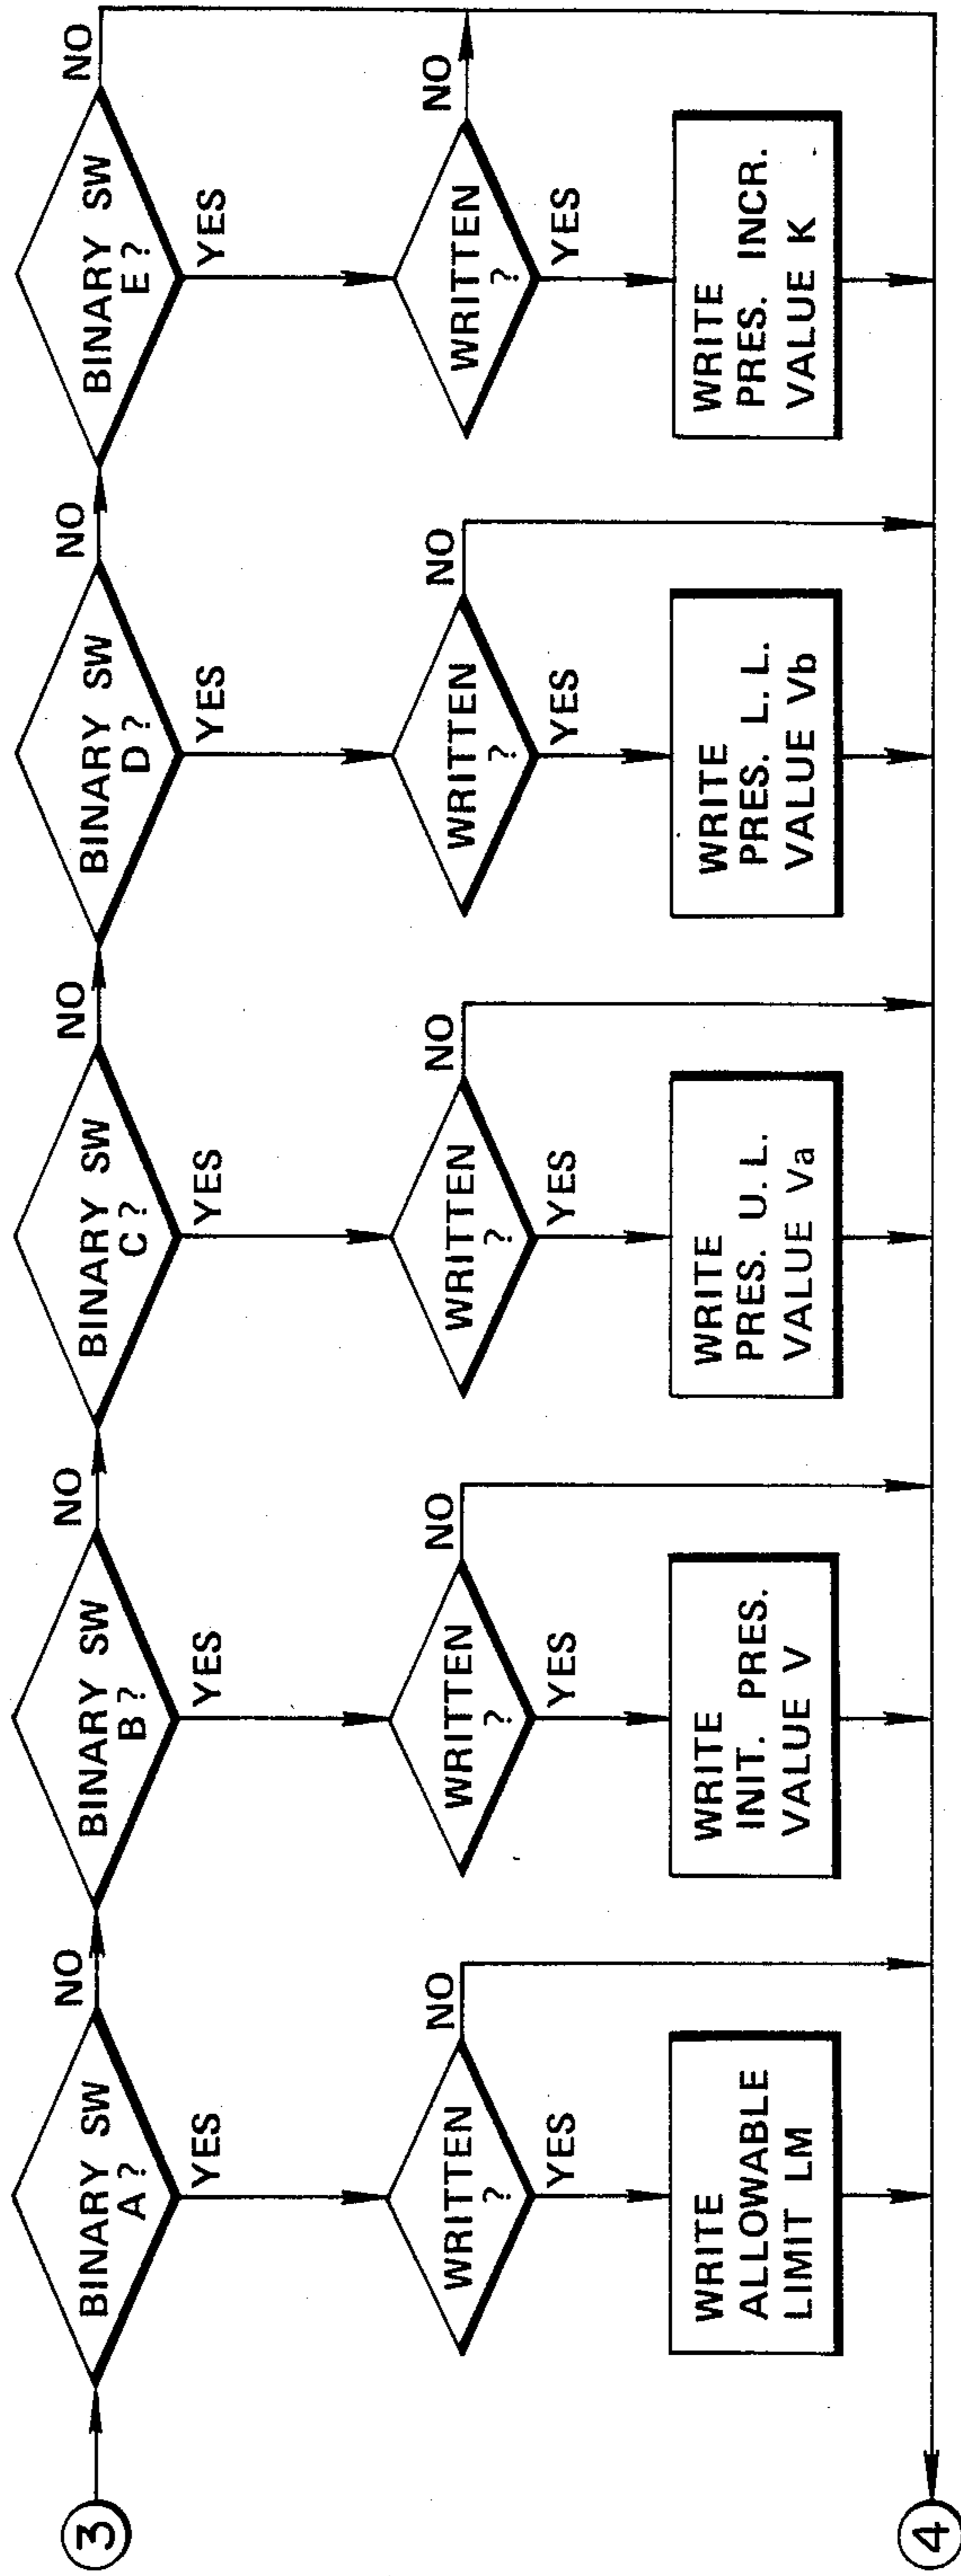 3
BINARY SW
A?
NO
BINARY SW
B?
NO
BINARY SW
C?
NO
BINARY SW
D?
NO
BINARY SW
E?
NO
YES
YES
YES
YES
YES
WRITTEN
?
NO
WRITTEN
?
NO
WRITTEN
?
NO
WRITTEN
?
NO
WRITTEN
?
NO
YES
YES
YES
YES
YES
WRITE
ALLOWABLE
LIMIT LM
WRITE
INIT. PRES.
VALUE V
WRITE
PRES. U. L.
VALUE Va
WRITE
PRES. L. L.
VALUE Vb
WRITE
PRES. INCR.
VALUE K
4